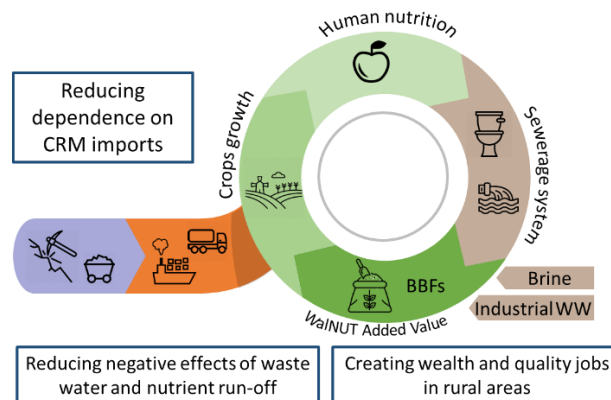 Human nutrition
Reducing
dependence on
CRM imports
Crops growth
Sewerage system
BBFs
WalNUT Added Value
Brine
Industrial WW
Reducing negative effects of waste
water and nutrient run-off
Creating wealth and quality jobs
in rural areas